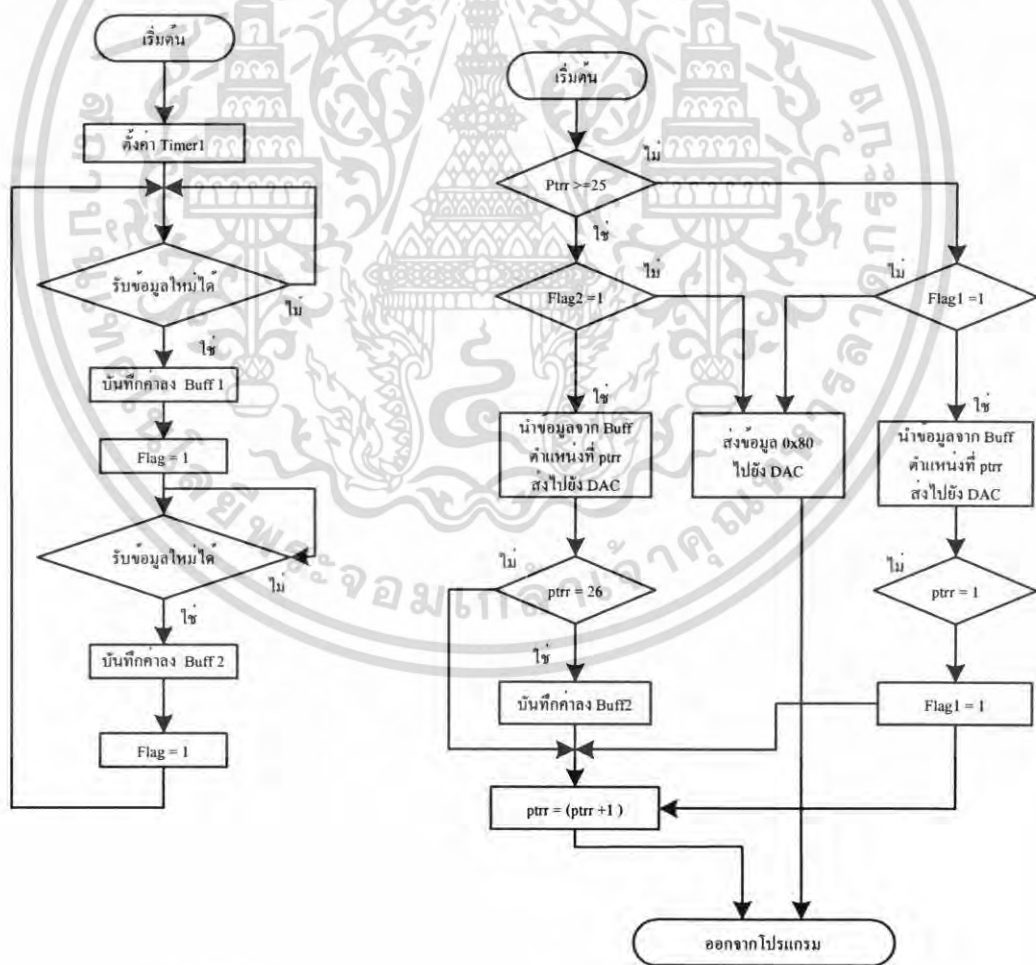 เริ่มต้น
ตั้งค่า Timer1
รับข้อมูลใหม่ได้
ไม่
ใช่
บันทึกค่าลง Buff 1
Flag = 1
รับข้อมูลใหม่ได้
ไม่
ใช่
บันทึกค่าลง Buff 2
Flag = 1
เริ่มต้น
Ptrr >=25
ไม่
ใช่
Flag2 =1
ไม่
ใช่
นำข้อมูลจาก Buff
ตำแหน่งที่ ptrr
ส่งไปยัง DAC
ptrr = 26
ไม่
ใช่
บันทึกค่าลง Buff2
ptrr = (ptrr +1 )
ส่งข้อมูล 0x80
ไปยัง DAC
Flag1 =1
ไม่
ใช่
นำข้อมูลจาก Buff
ตำแหน่งที่ ptrr
ส่งไปยัง DAC
ไม่
ptrr = 1
Flag1 = 1
ออกจากโปรแกรม